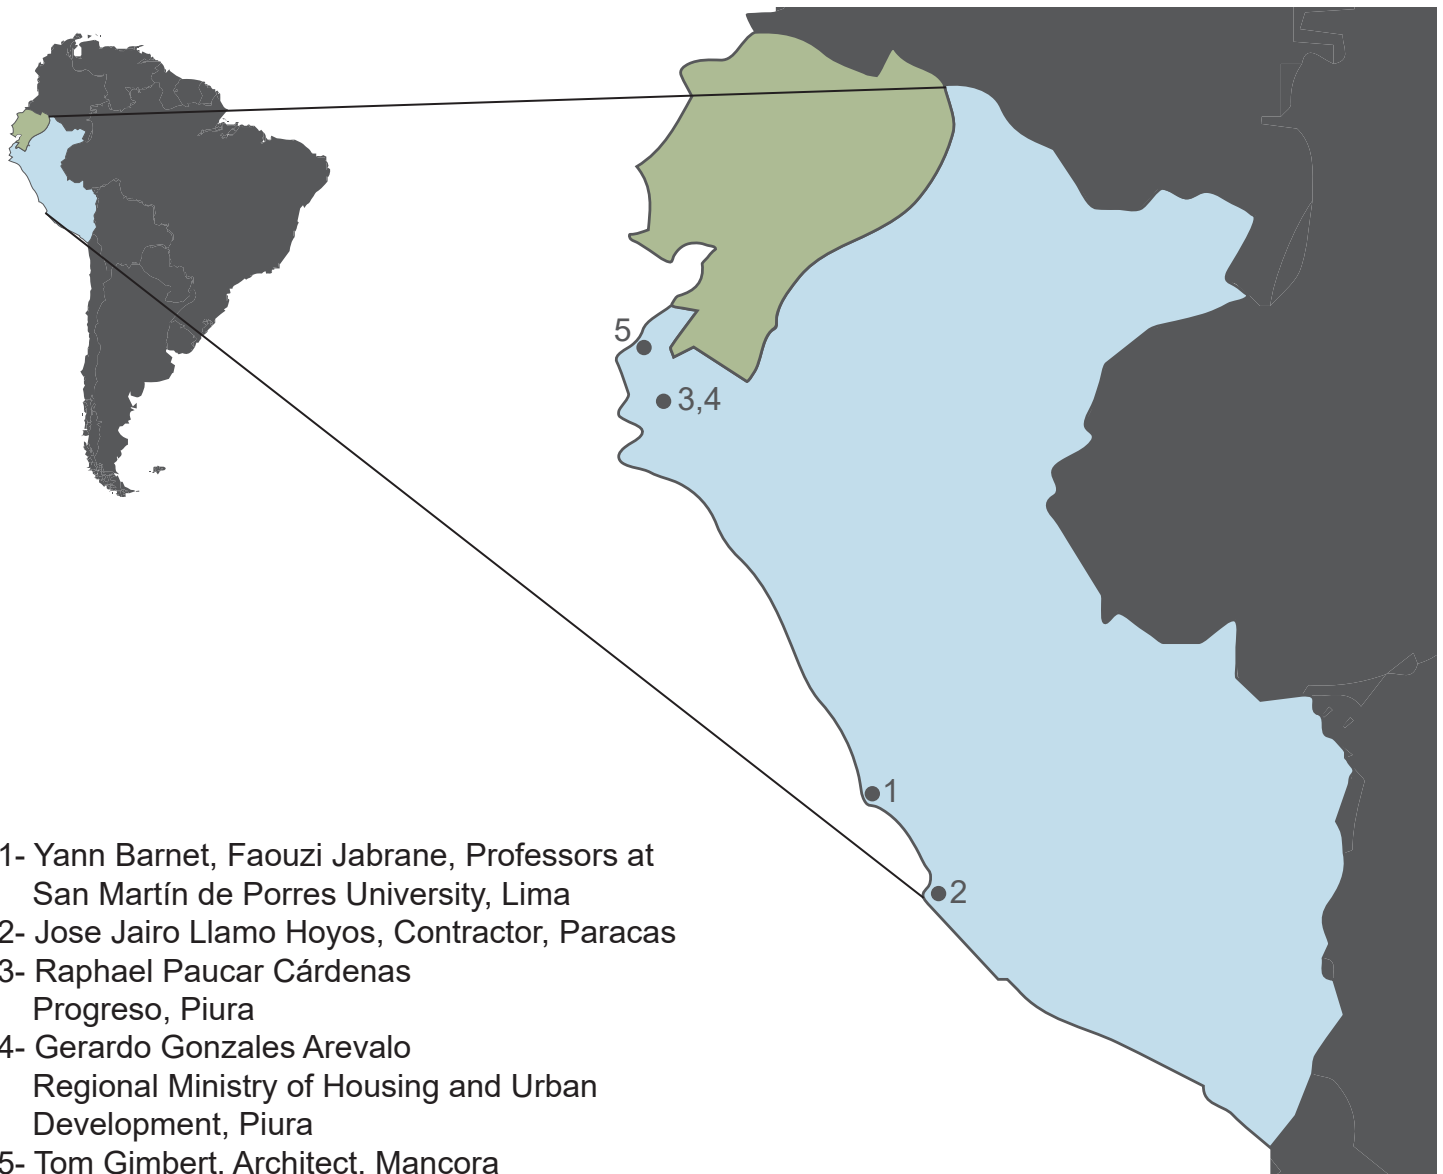 5
3,4
1
2
1- Yann Barnet, Faouzi Jabrane, Professors at
San Martín de Porres University, Lima
2- Jose Jairo Llamo Hoyos, Contractor, Paracas
3- Raphael Paucar Cárdenas
Progreso, Piura
4- Gerardo Gonzales Arevalo
Regional Ministry of Housing and Urban
Development, Piura
5- Tom Gimbert, Architect, Mancora